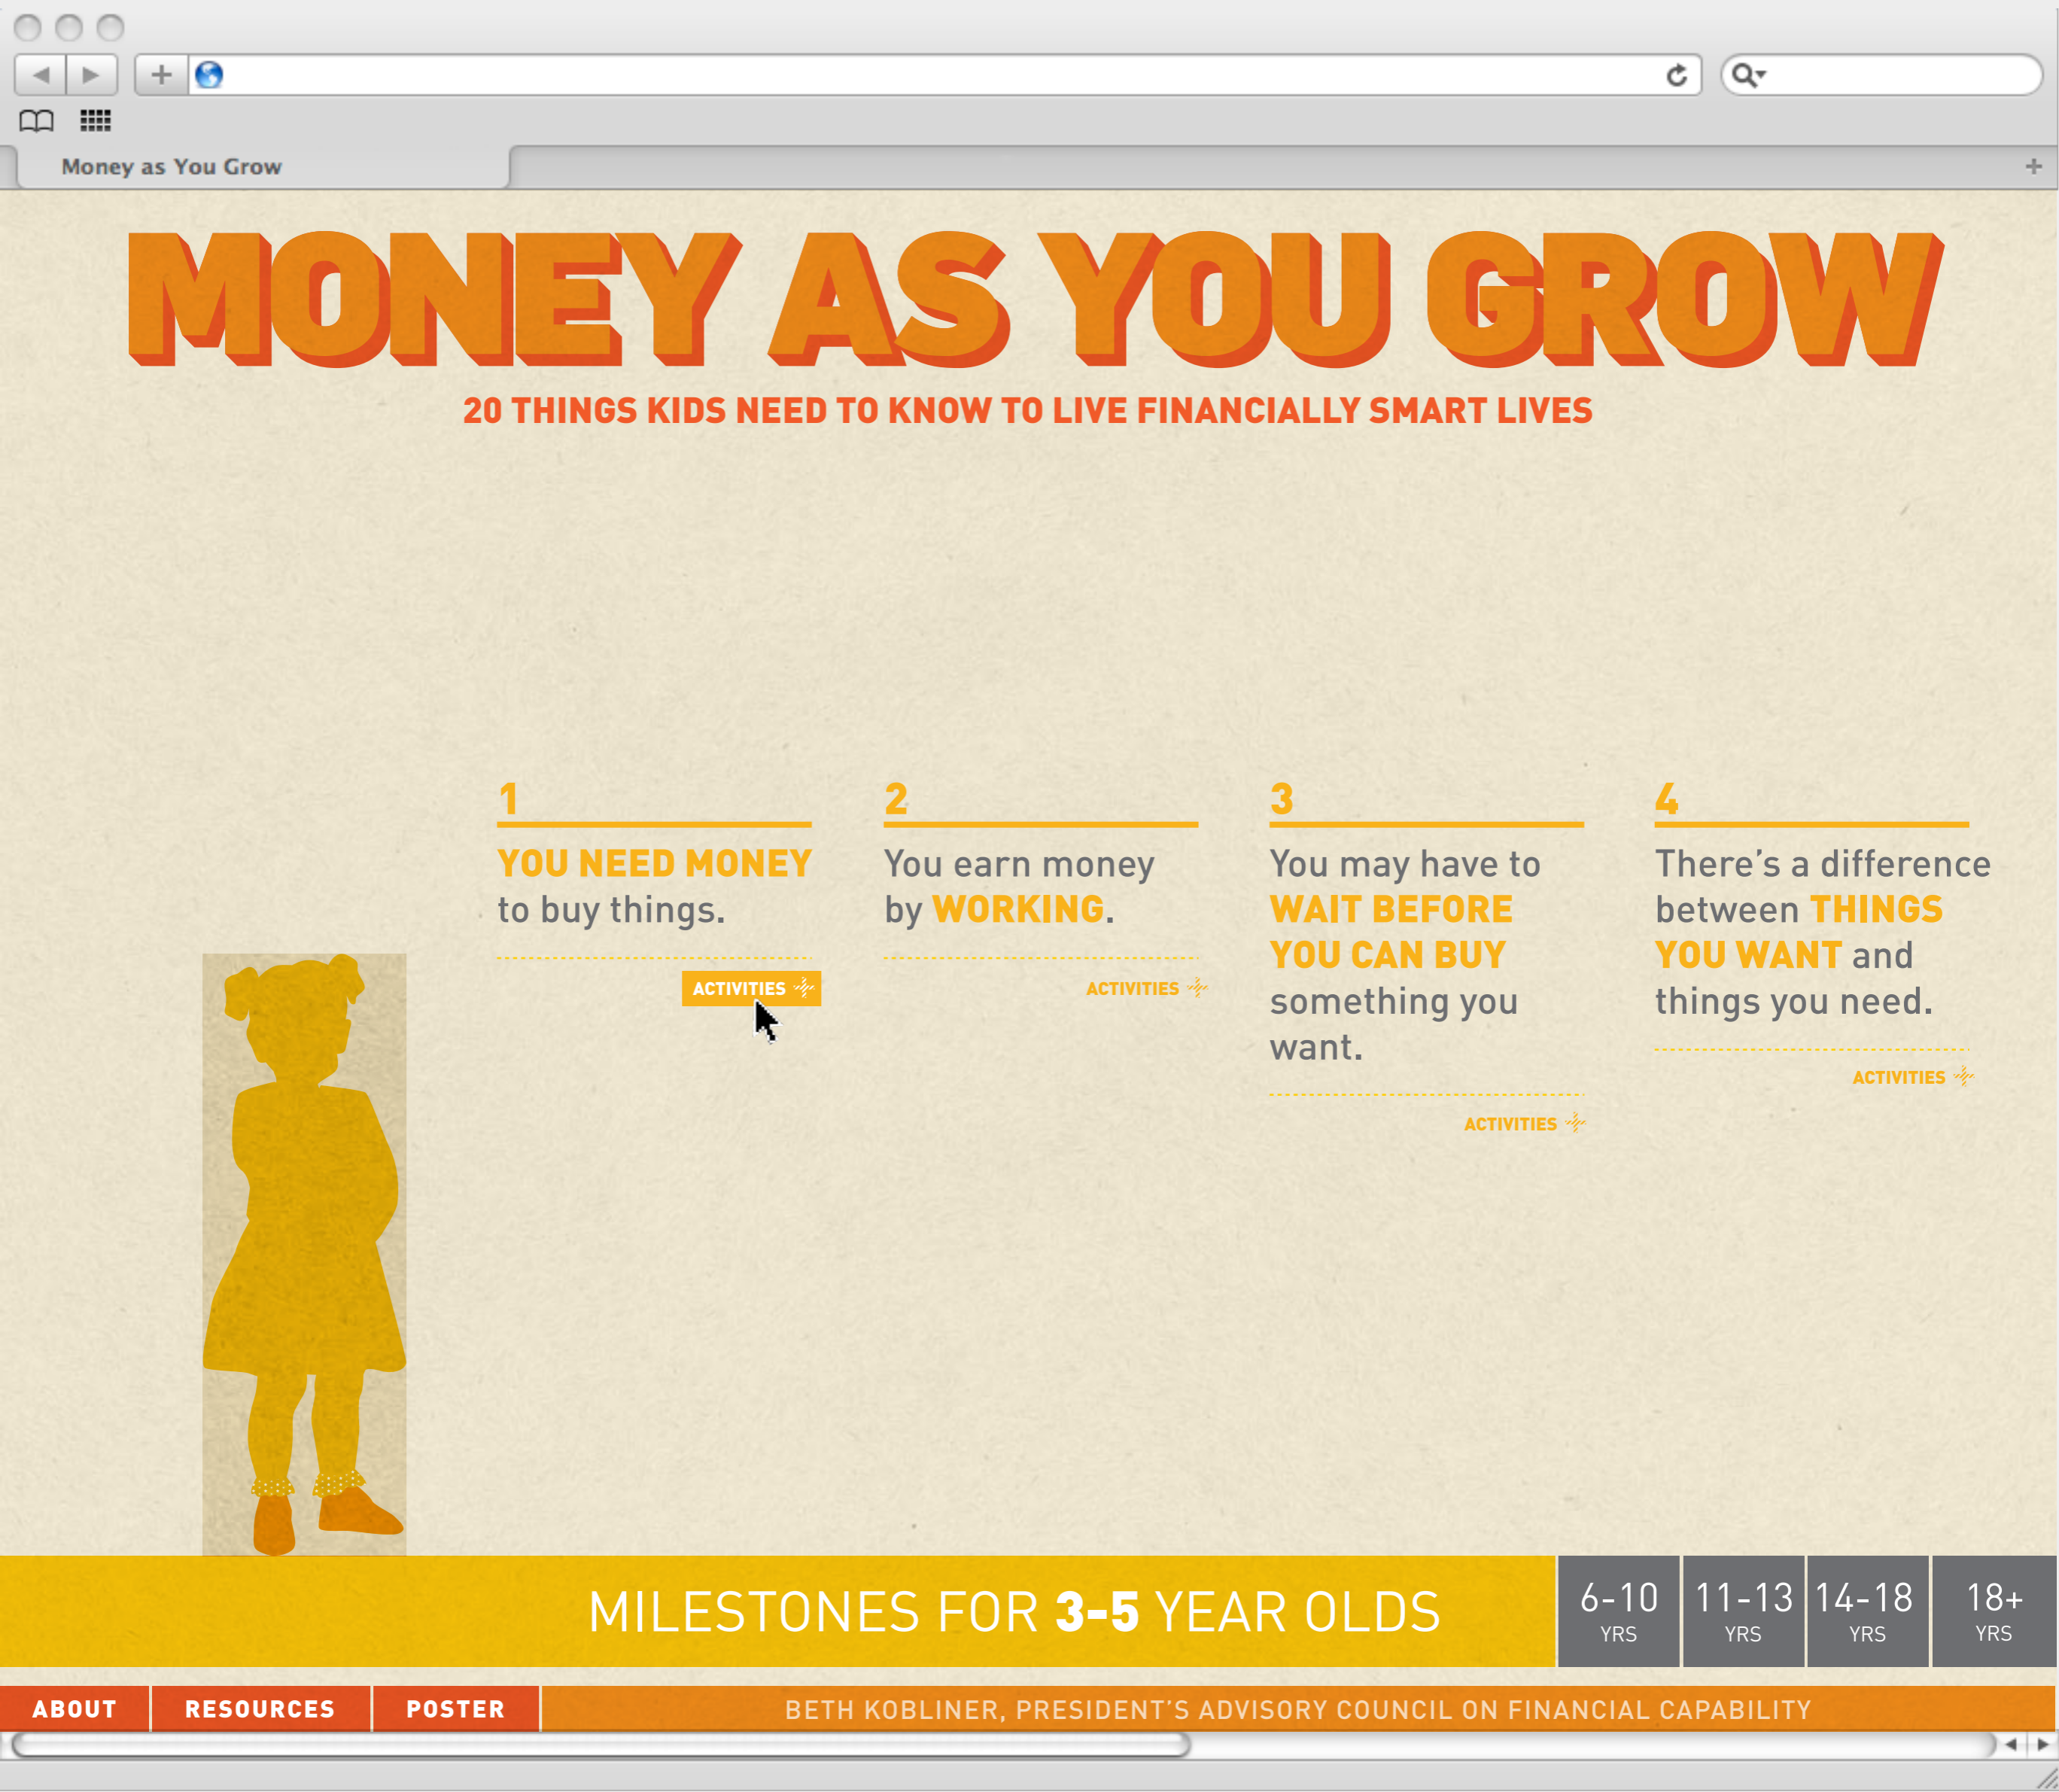 Money as You Grow
MONEY AS YOU GROW
20 THINGS KIDS NEED TO KNOW TO LIVE FINANCIALLY SMART LIVES
1
YOU NEED MONEY
to buy things.
ACTIVITIES
2
You earn money
by WORKING.
ACTIVITIES
3
You may have to
WAIT BEFORE
YOU CAN BUY
something you
want.
ACTIVITIES
4
There's a difference
between THINGS
YOU WANT and
things you need.
ACTIVITIES
MILESTONES FOR 3-5 YEAR OLDS
6-10
YRS
11-13
YRS
14-18
YRS
18+
YRS
ABOUT
RESOURCES
POSTER
BETH KOBLINER, PRESIDENT'S ADVISORY COUNCIL ON FINANCIAL CAPABILITY